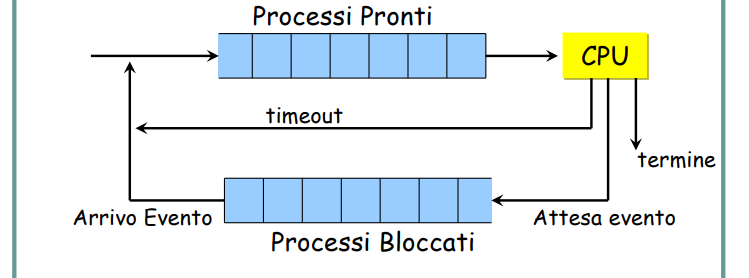 Processi Pronti
CPU
timeout
termine
Arrivo Evento
Attesa evento
Processi Bloccati